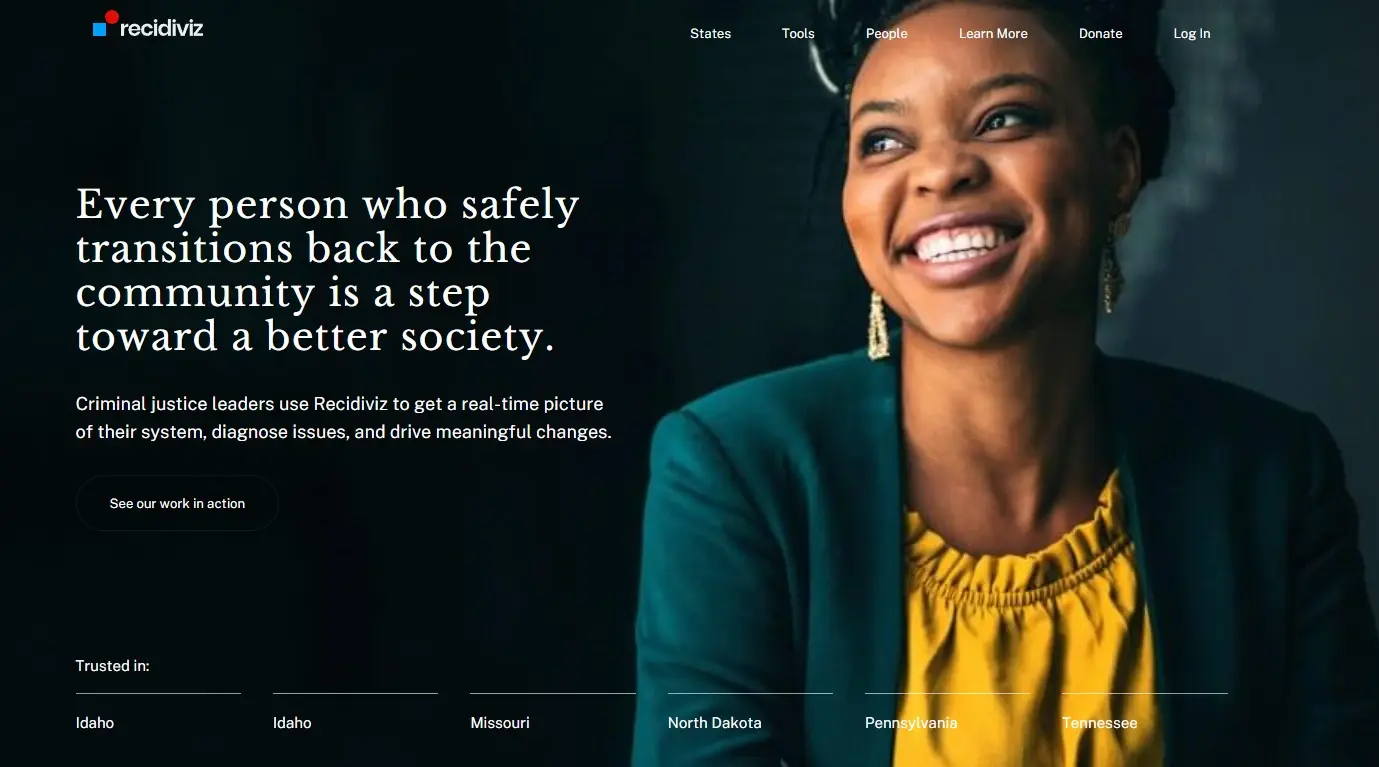 recidiviz
States Tools People Learn More Donate Log In
Every person who safely
transitions back to the
community is a step
toward a better society.
Criminal justice leaders use Recidiviz to get a real-time picture
of their system, diagnose issues, and drive meaningful changes.
See our work in action
Trusted in:
Idaho Idaho Missouri North Dakota Pennsylvania Tennessee